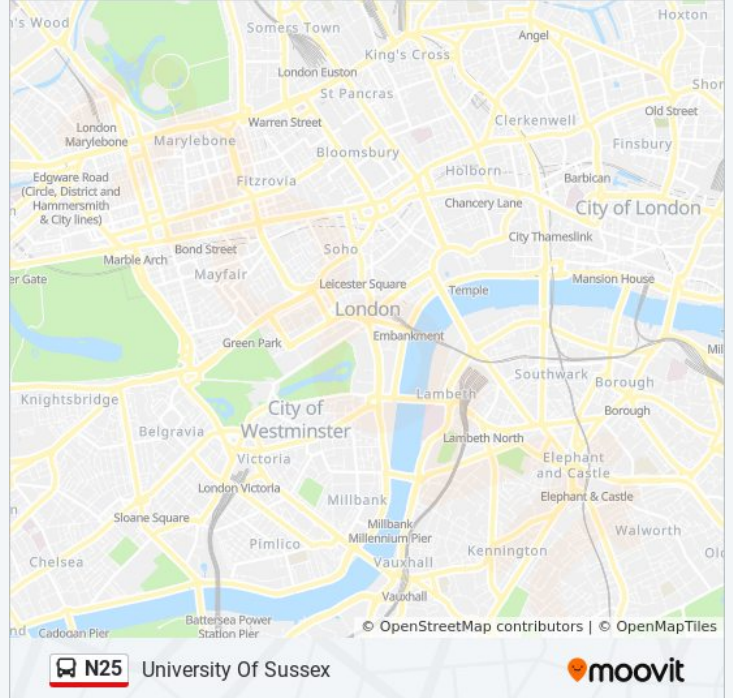 's Wood
Somers Town
Hoxton
Angel
King's Cross
London Euston
St Pancras
Shor
Old Street
Clerkenwell
Warren Street
London
Marylebone
Marylebone
Finsbury
Bloomsbury
Holborn
Barbican
Edgware Road
(Circle, District and
Hammersmith
& City lines)
Fitzrovia
Chancery Lane
City of London
City Thameslink
Bond Street
Soho
Marble Arch
Mayfair
er Gate
Leicester Square
Temple
Mansion House
London
Green Park
Embankment
Mil
Southwark
Borough
Knightsbridge
Lambeth
City of
Westminster
Borough
Belgravia
Lambeth North
Victoria
Elephant
and Castle
London Victoria
Elephant & Castle
Millbank
Sloane Square
Millbank
Millennium Pier
Walworth
Pimlico
Kennington
Chelsea
Vauxhall
Vauxhall
Battersea Power
Station Pier
nd
Cadogan Pier
© OpenStreetMap contributors | © OpenMapTiles
N25 University Of Sussex
moovit